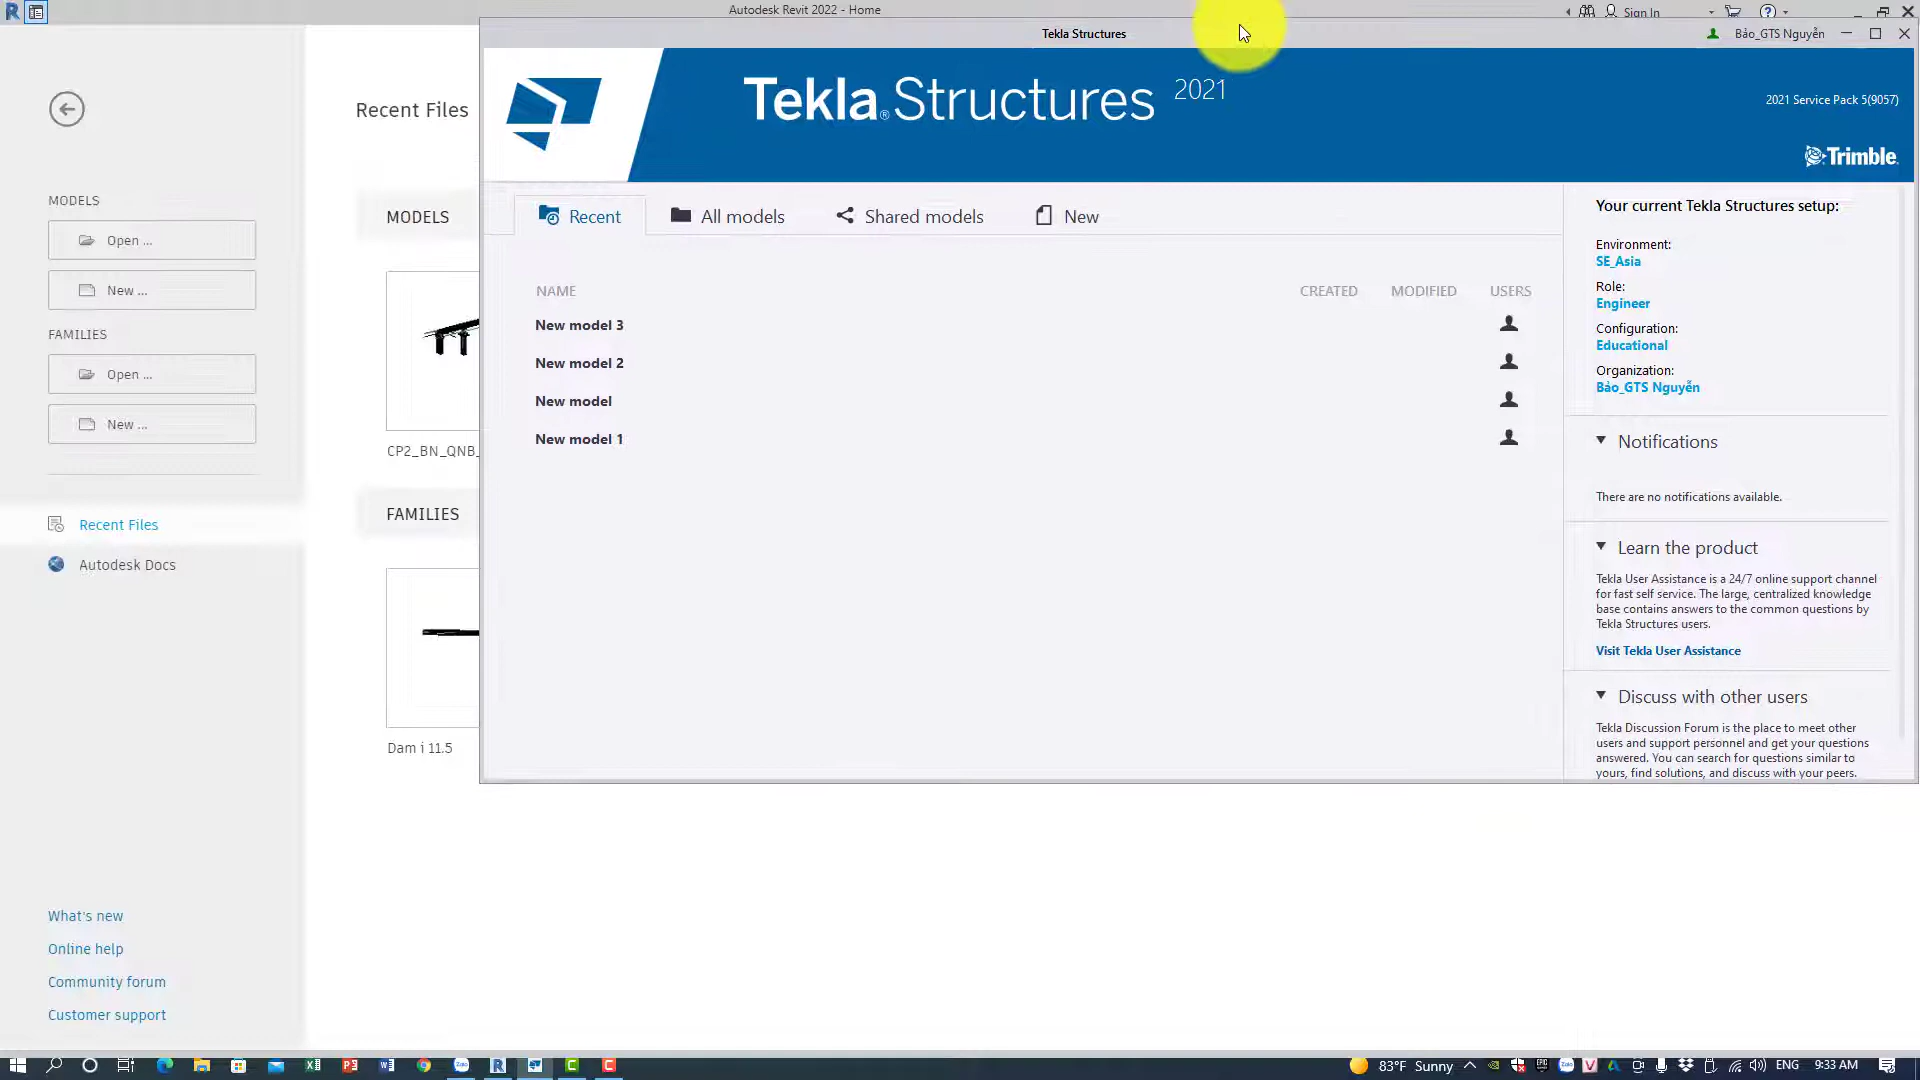 Autodesk Revit 2022 - Home
Sign In
Tekla Structures
Bảo_GTS Nguyễn
Tekla® Structures 2021
2021 Service Pack 5(9057)
Trimble
Recent Files
MODELS
Open ...
New ...
FAMILIES
Open ...
New ...
Recent Files
Autodesk Docs
What's new
Online help
Community forum
Customer support
MODELS
CP2_BN_QNB_
FAMILIES
Dam i 11.5
Recent
All models
Shared models
New
NAME CREATED MODIFIED USERS
New model 3
New model 2
New model
New model 1
Your current Tekla Structures setup:
Environment:
SE_Asia
Role:
Engineer
Configuration:
Educational
Organization:
Bảo_GTS Nguyễn
Notifications
There are no notifications available.
Learn the product
Tekla User Assistance is a 24/7 online support channel
for fast self service. The large, centralized knowledge
base contains answers to the common questions by
Tekla Structures users.
Visit Tekla User Assistance
Discuss with other users
Tekla Discussion Forum is the place to meet other
users and support personnel and get your questions
answered. You can search for questions similar to
yours, find solutions, and discuss with your peers.
83°F Sunny
ENG
9:33 AM